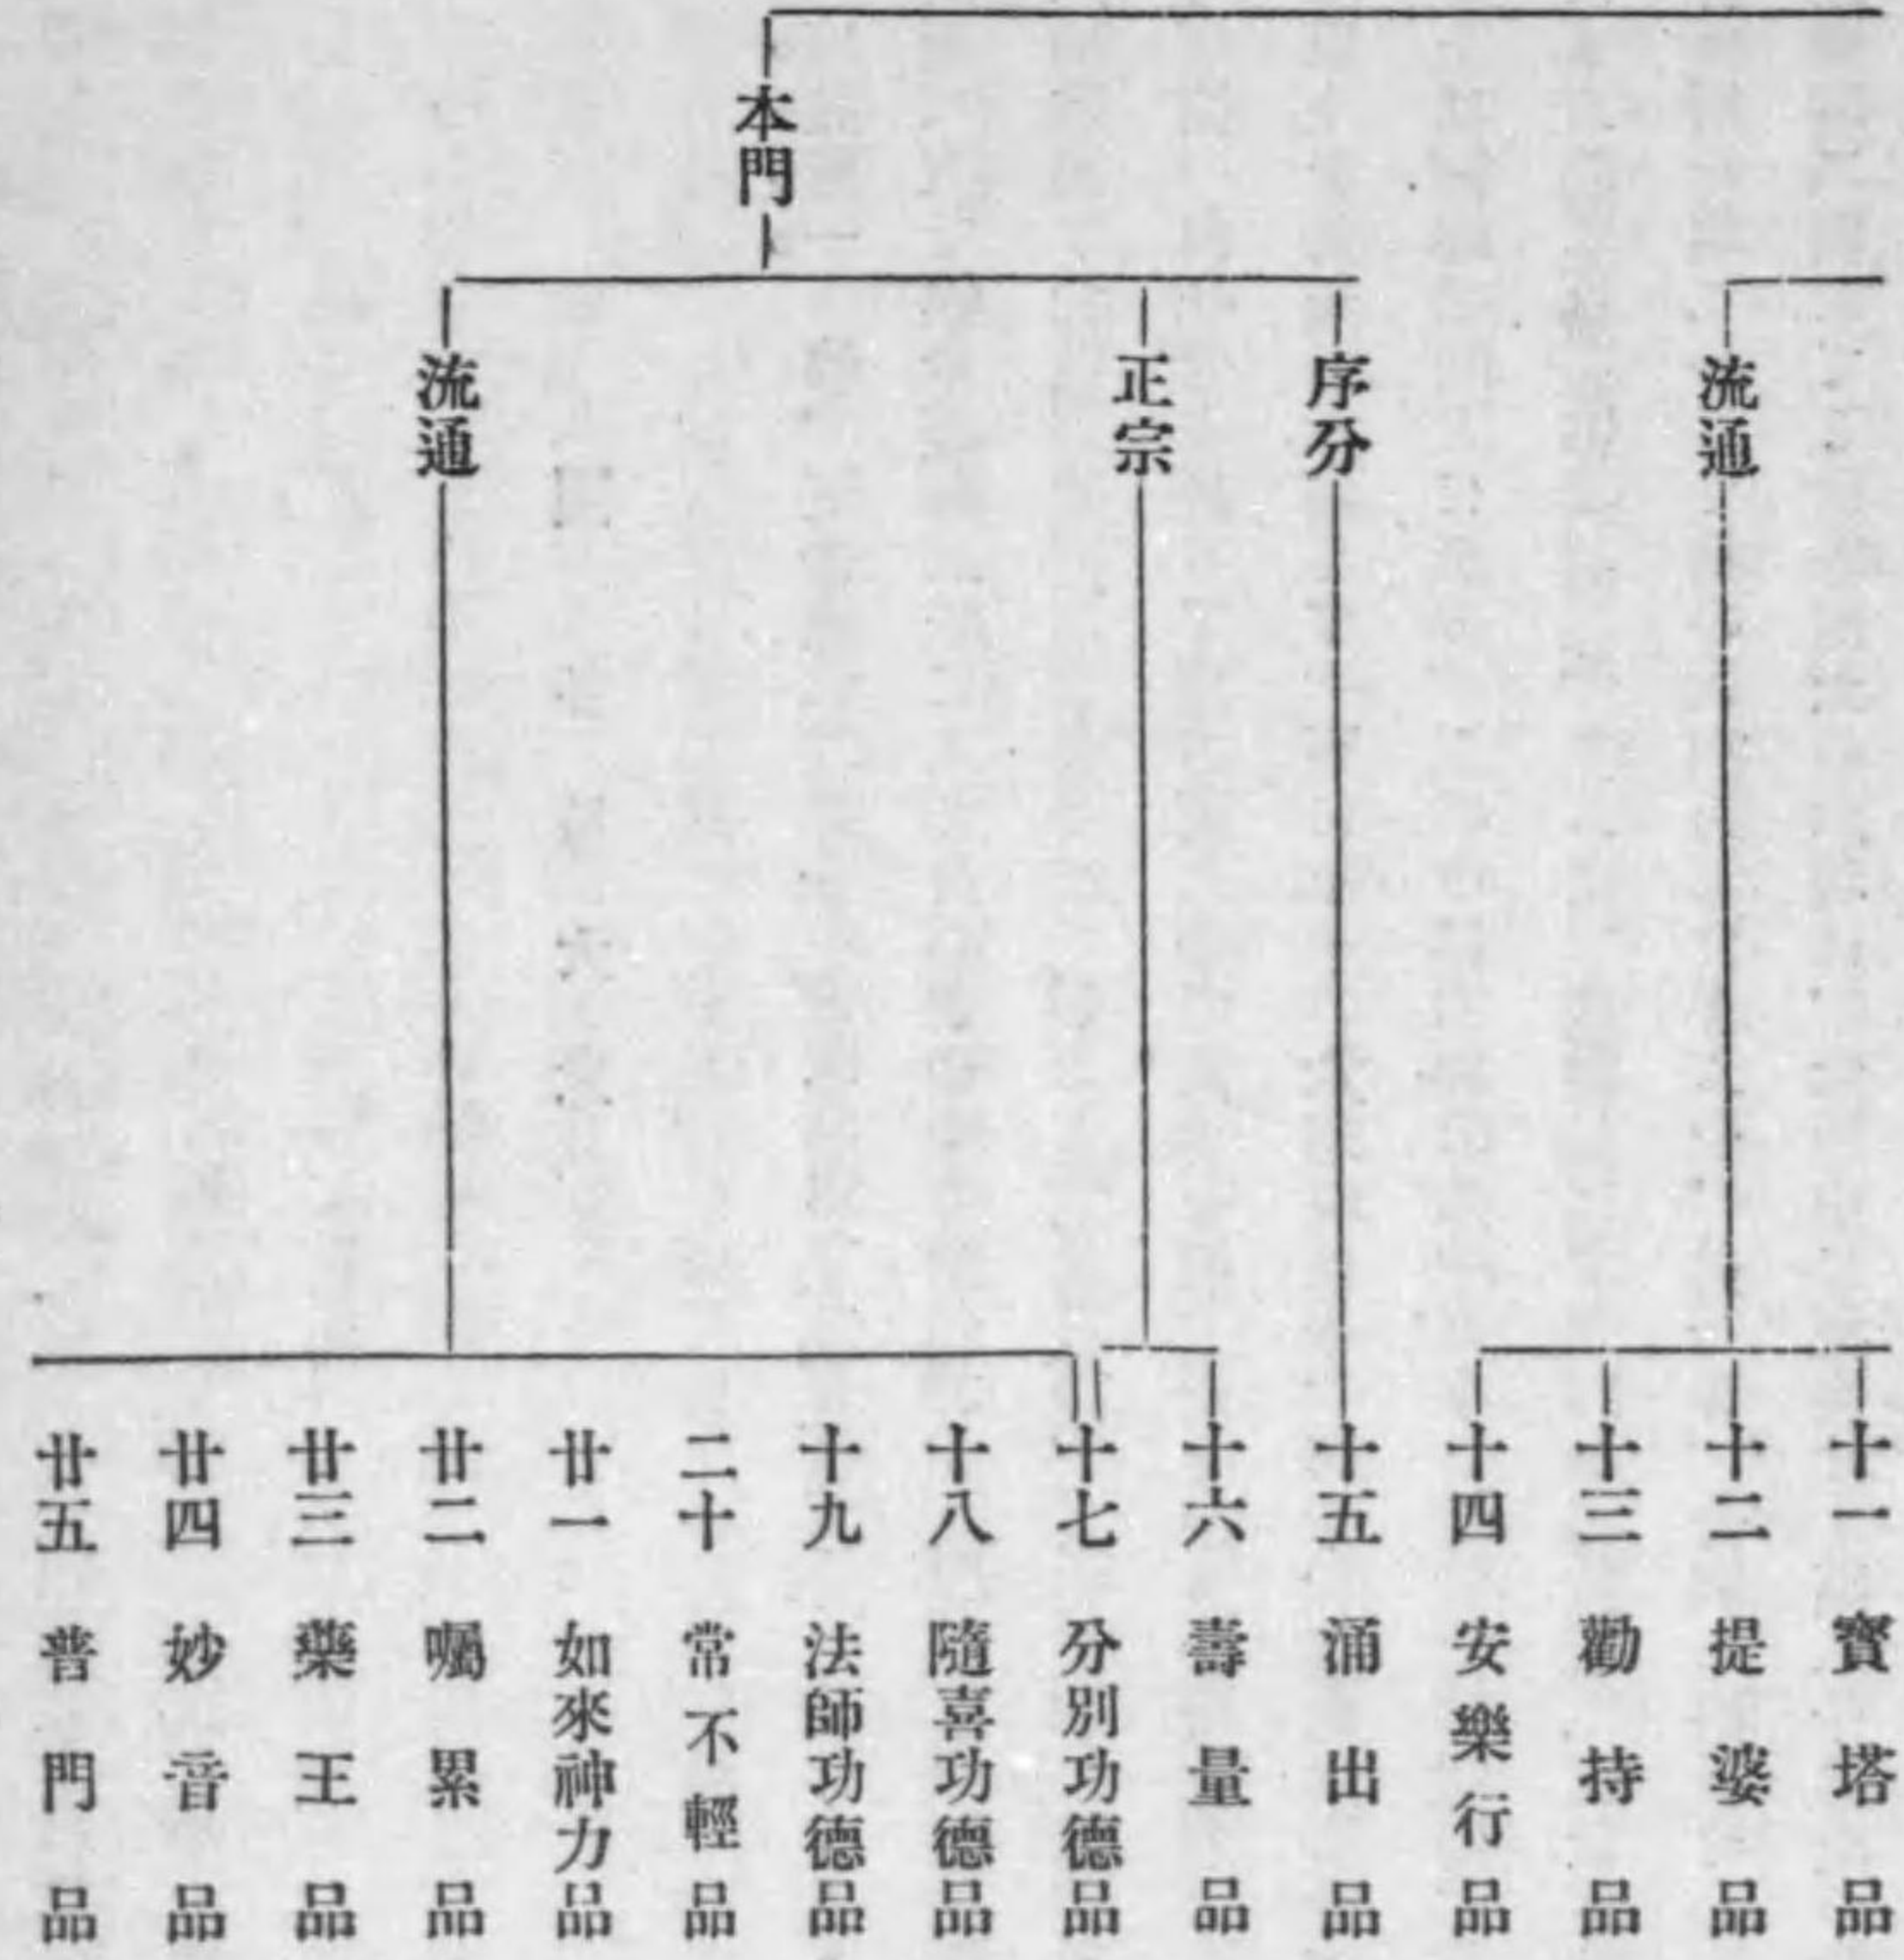 流通
十一 寶塔品
十二 提婆品
十三 勸持品
十四 安樂行品
本門
序分
十五 涌出品
正宗
十六 壽量品
十七 分別功德品
流通
十八 隨喜功德品
十九 法師功德品
二十 常不輕品
廿一 如來神力品
廿二 囑累品
廿三 藥王品
廿四 妙音品
廿五 普門品